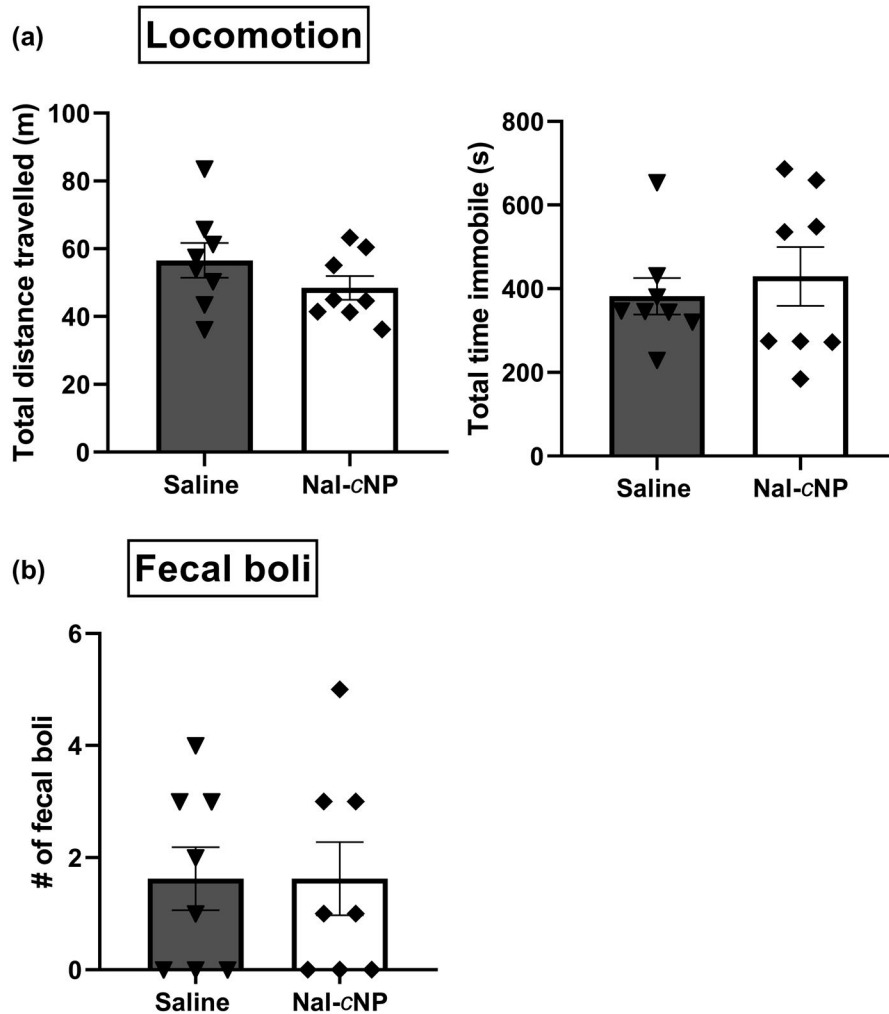 (a) Locomotion
Total distance travelled (m)
100
80
60
40
20
0
Saline Nal-cNP
Total time immobile (s)
800
600
400
200
0
Saline Nal-cNP
(b) Fecal boli
# of fecal boli
6
4
2
0
Saline Nal-cNP